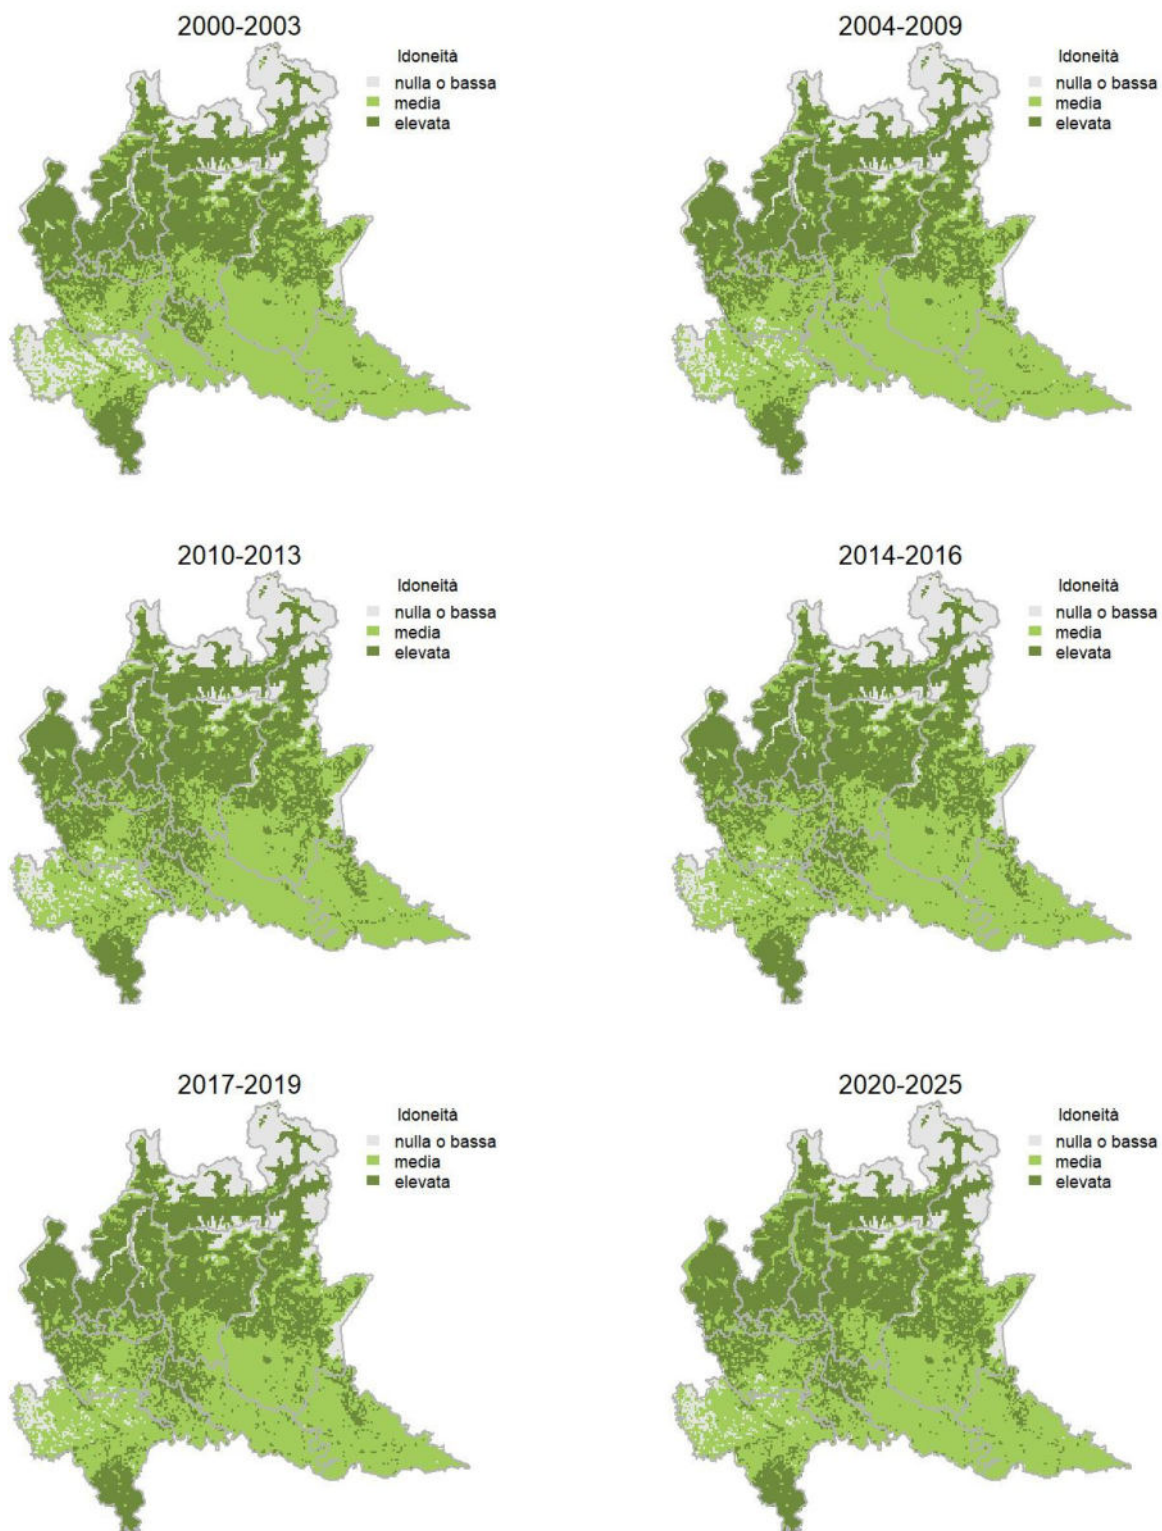 2000-2003
Idoneità
nulla o bassa
media
elevata
2004-2009
Idoneità
nulla o bassa
media
elevata
2010-2013
Idoneità
nulla o bassa
media
elevata
2014-2016
Idoneità
nulla o bassa
media
elevata
2017-2019
Idoneità
nulla o bassa
media
elevata
2020-2025
Idoneità
nulla o bassa
media
elevata